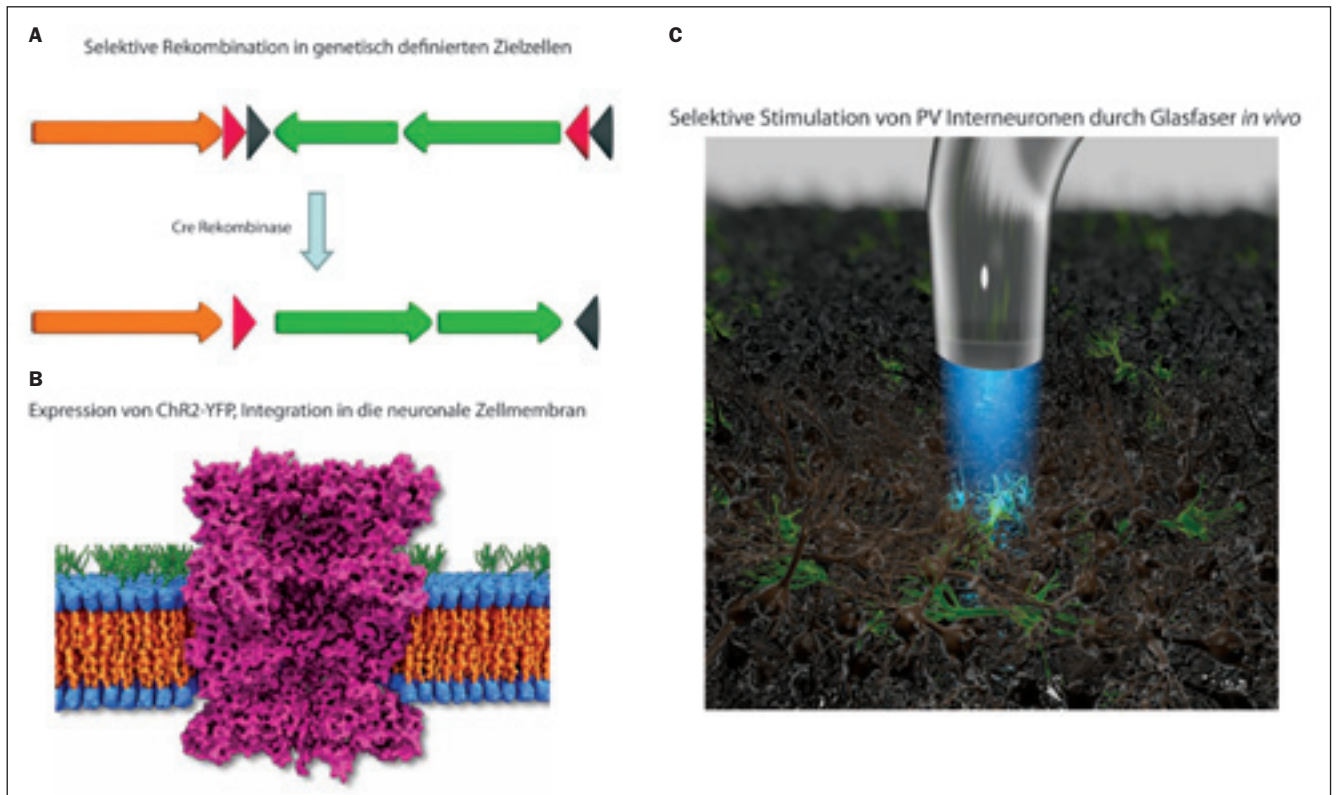 A
Selektive Rekombination in genetisch definierten Zielzellen
Cre Rekombinase
B
Expression von ChR2-YFP, Integration in die neuronale Zellmembran
C
Selektive Stimulation von PV Interneuronen durch Glasfaser in vivo